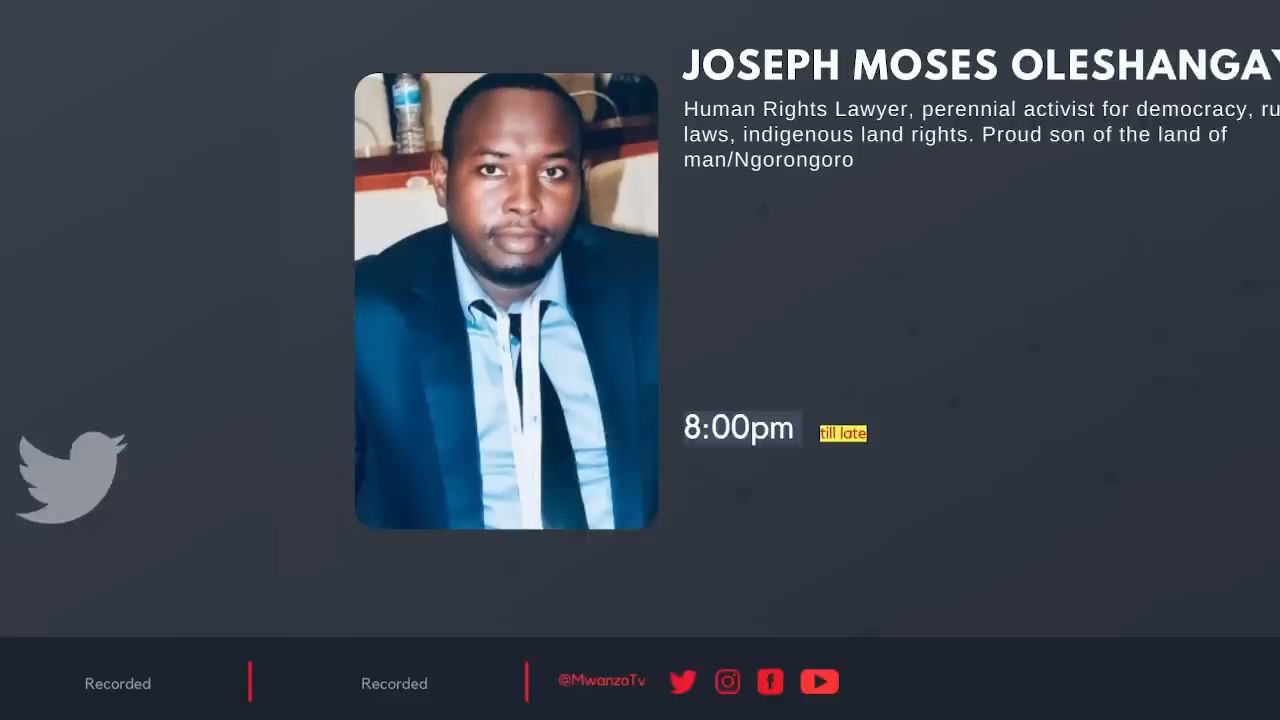 JOSEPH MOSES OLESHANGAY
Human Rights Lawyer, perennial activist for democracy, ru
laws, indigenous land rights. Proud son of the land of
man/Ngorongoro
8:00pm till late
Recorded Recorded @MwanzoTv